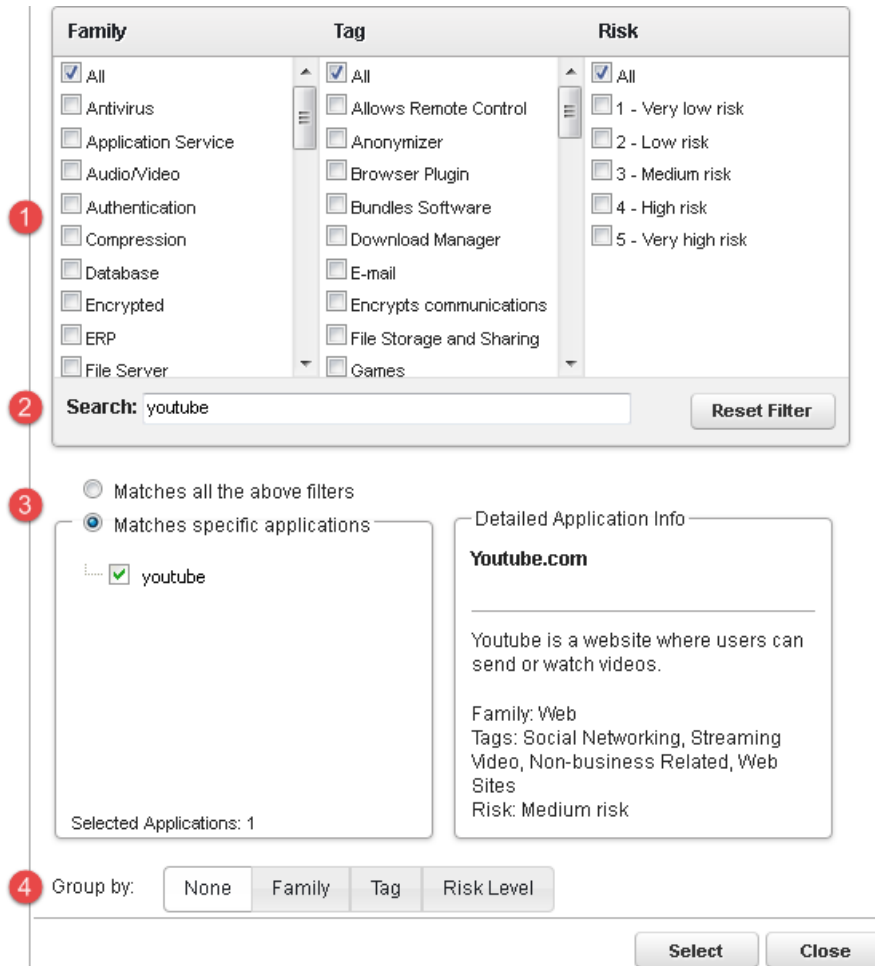 Family Tag Risk
All All All
Antivirus Allows Remote Control 1 - Very low risk
Application Service Anonymizer 2 - Low risk
Audio/Video Browser Plugin 3 - Medium risk
1 Authentication Bundles Software 4 - High risk
Compression Download Manager 5 - Very high risk
Database E-mail
Encrypted Encrypts communications
ERP File Storage and Sharing
File Server Games
2 Search: youtube Reset Filter
Matches all the above filters
3
Matches specific applications
youtube
Selected Applications: 1
Detailed Application Info
Youtube.com
Youtube is a website where users can
send or watch videos.
Family: Web
Tags: Social Networking, Streaming
Video, Non-business Related, Web
Sites
Risk: Medium risk
4 Group by: None Family Tag Risk Level
Select Close